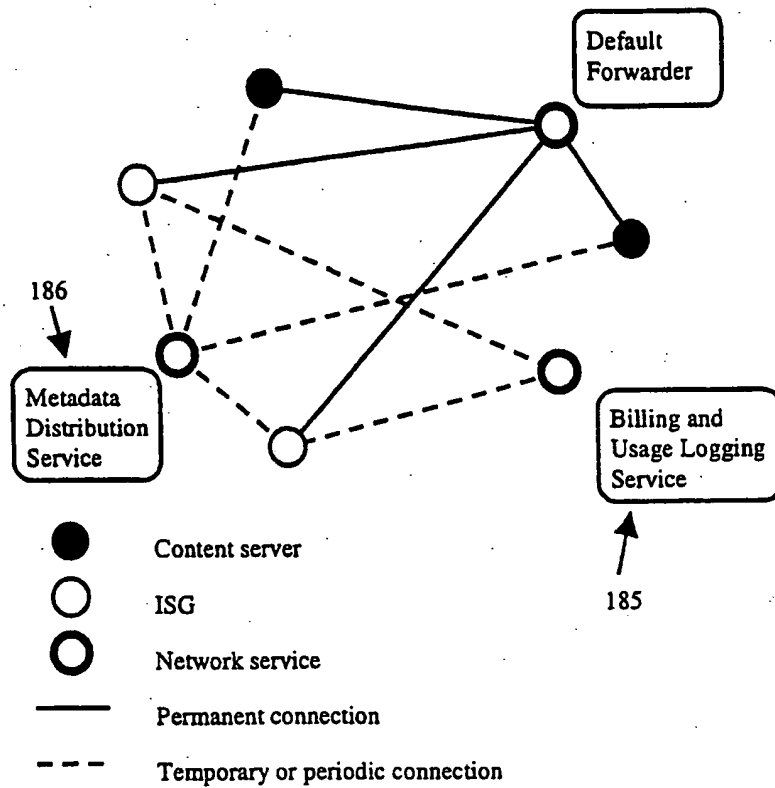 Default
Forwarder
186
Metadada
Distribution
Service
Billing and
Usage Logging
Service
185
Content server
ISG
Network service
Permanent connection
Temporary or periodic connection